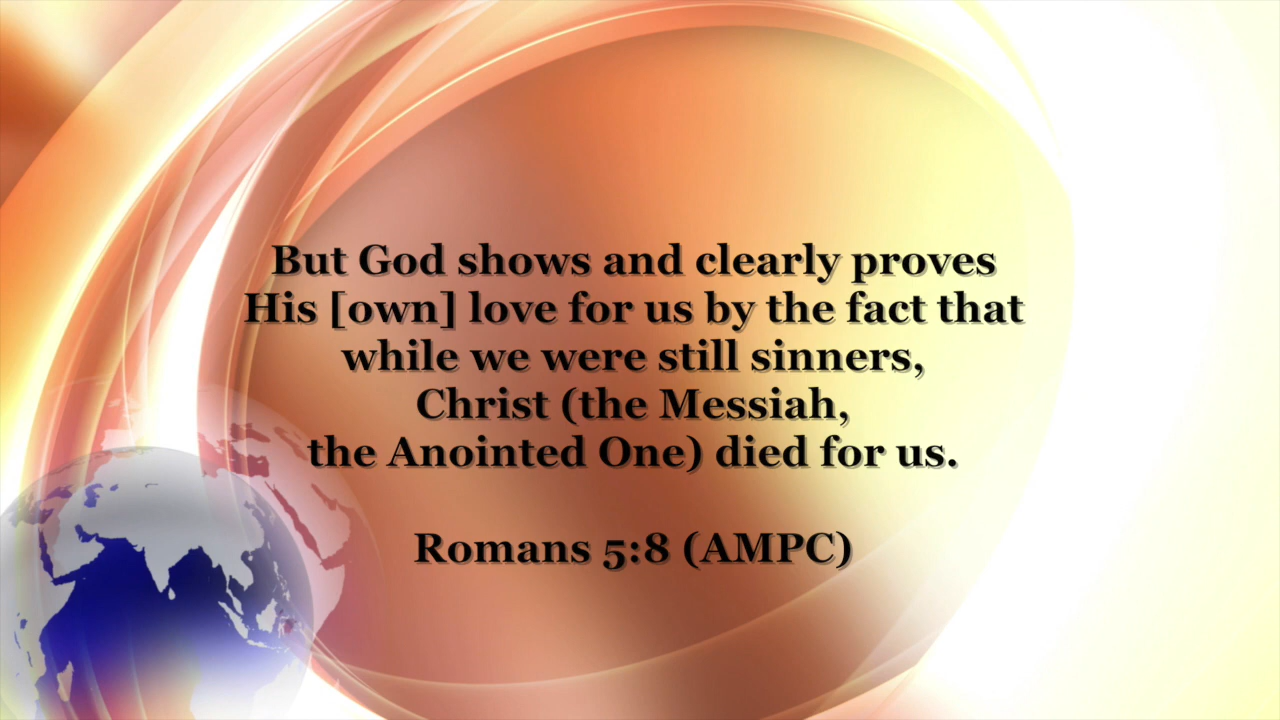 But God shows and clearly proves
His [own] love for us by the fact that
while we were still sinners,
Christ (the Messiah,
the Anointed One) died for us.
Romans 5:8 (AMPC)